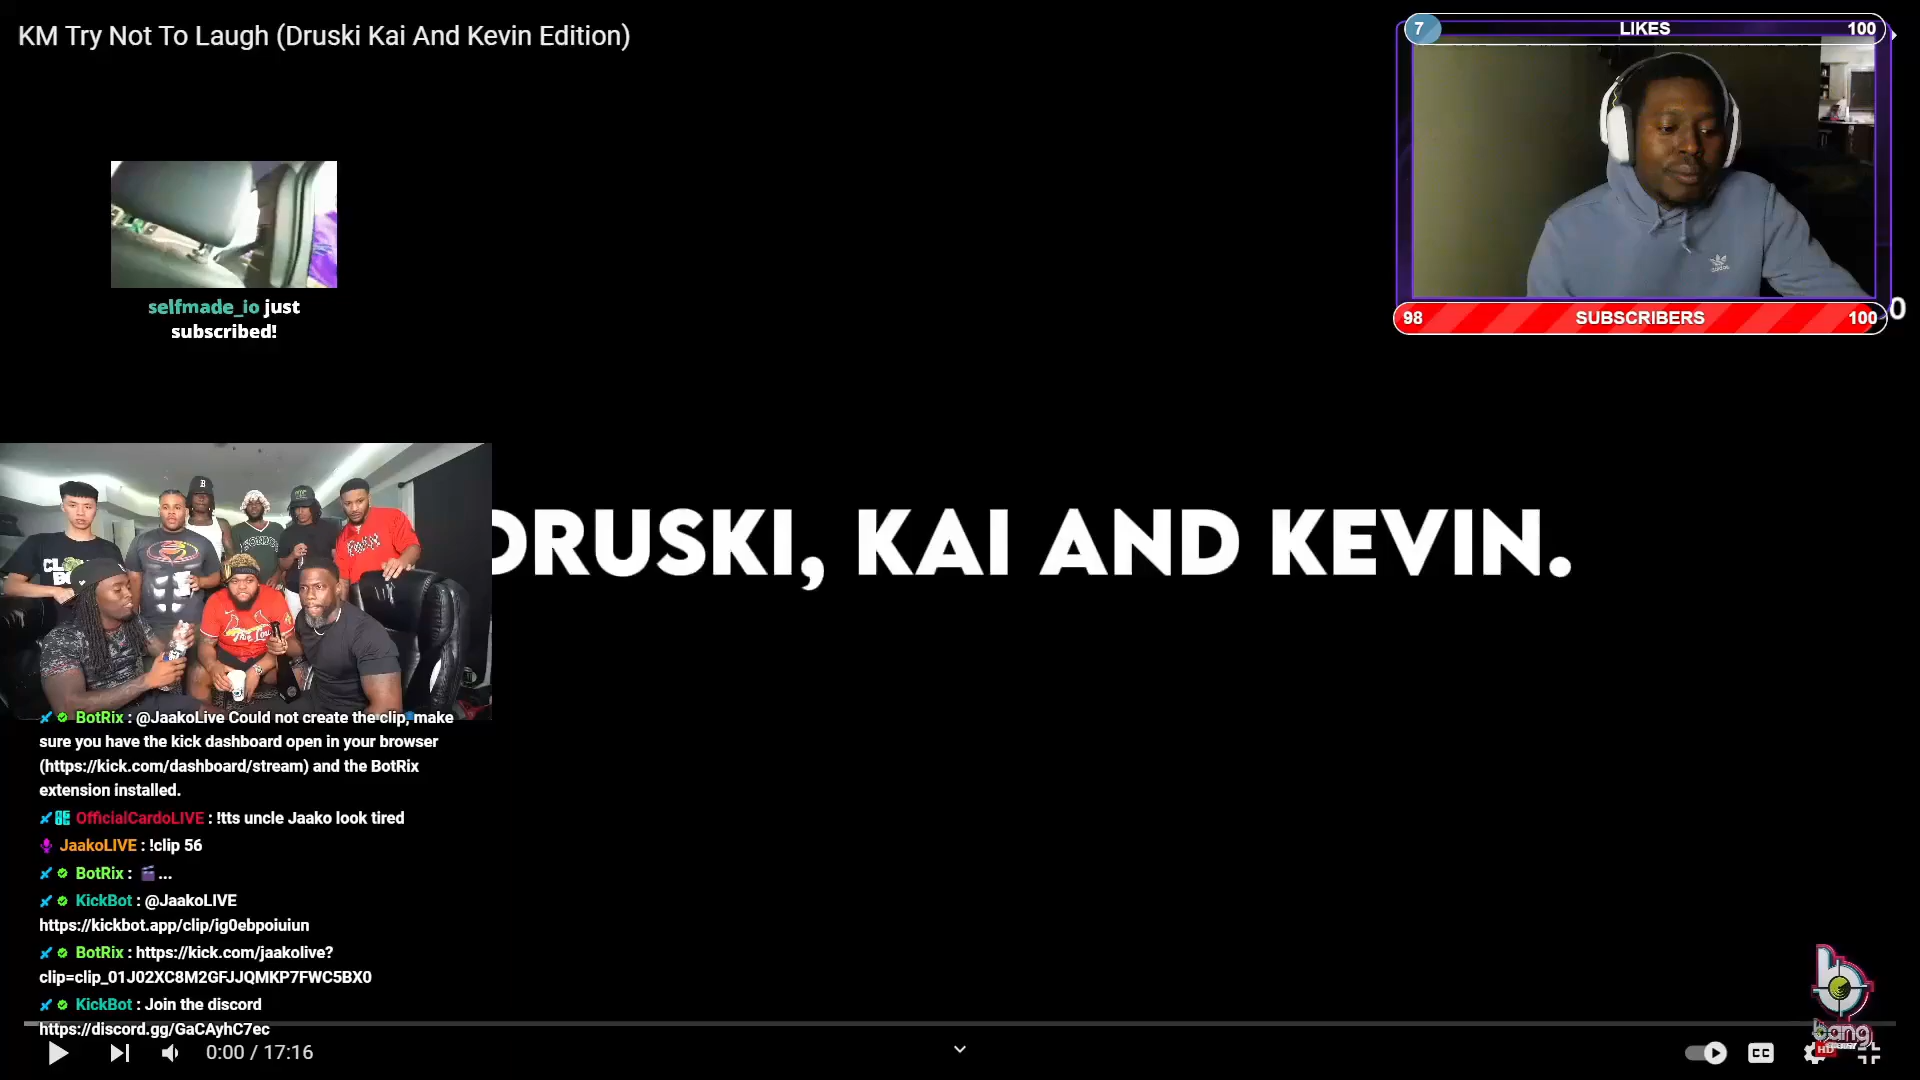 KM Try Not To Laugh (Druski Kai And Kevin Edition)
7 LIKES 100
98 SUBSCRIBERS 100
selfmade_io just
subscribed!
DRUSKI, KAI AND KEVIN.
BotRix : @JaakoLive Could not create the clip, make
sure you have the kick dashboard open in your browser
(https://kick.com/dashboard/stream) and the BotRix
extension installed.
OfficialCardoLIVE : !tts uncle Jaako look tired
JaakoLIVE : !clip 56
BotRix : 🎬...
KickBot : @JaakoLIVE
https://kickbot.app/clip/ig0ebpoiuiun
BotRix : https://kick.com/jaakolive?
clip=clip_01J02XC8M2GFJJQMKP7FWC5BX0
KickBot : Join the discord
https://discord.gg/GaCAyhC7ec
0:00 / 17:16
CC
HD
bang